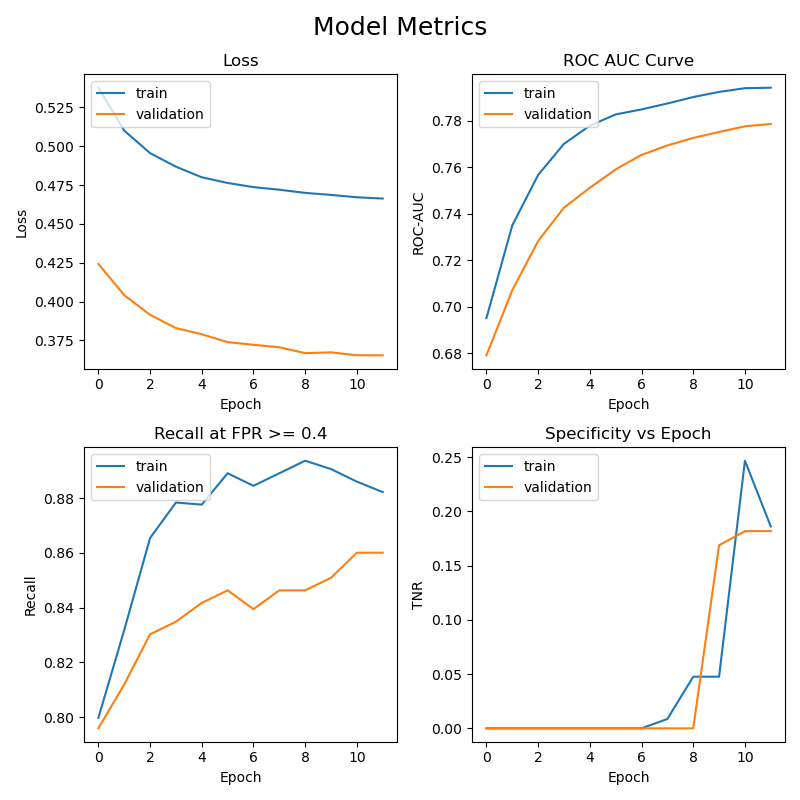 Model Metrics
Loss
train
validation
0.525
0.500
0.475
0.450
0.425
0.400
0.375
Loss
0 2 4 6 8 10
Epoch
ROC AUC Curve
train
validation
0.78
0.76
0.74
0.72
0.70
0.68
ROC-AUC
0 2 4 6 8 10
Epoch
Recall at FPR >= 0.4
train
validation
0.88
0.86
0.84
0.82
0.80
Recall
0 2 4 6 8 10
Epoch
Specificity vs Epoch
train
validation
0.25
0.20
0.15
0.10
0.05
0.00
TNR
0 2 4 6 8 10
Epoch